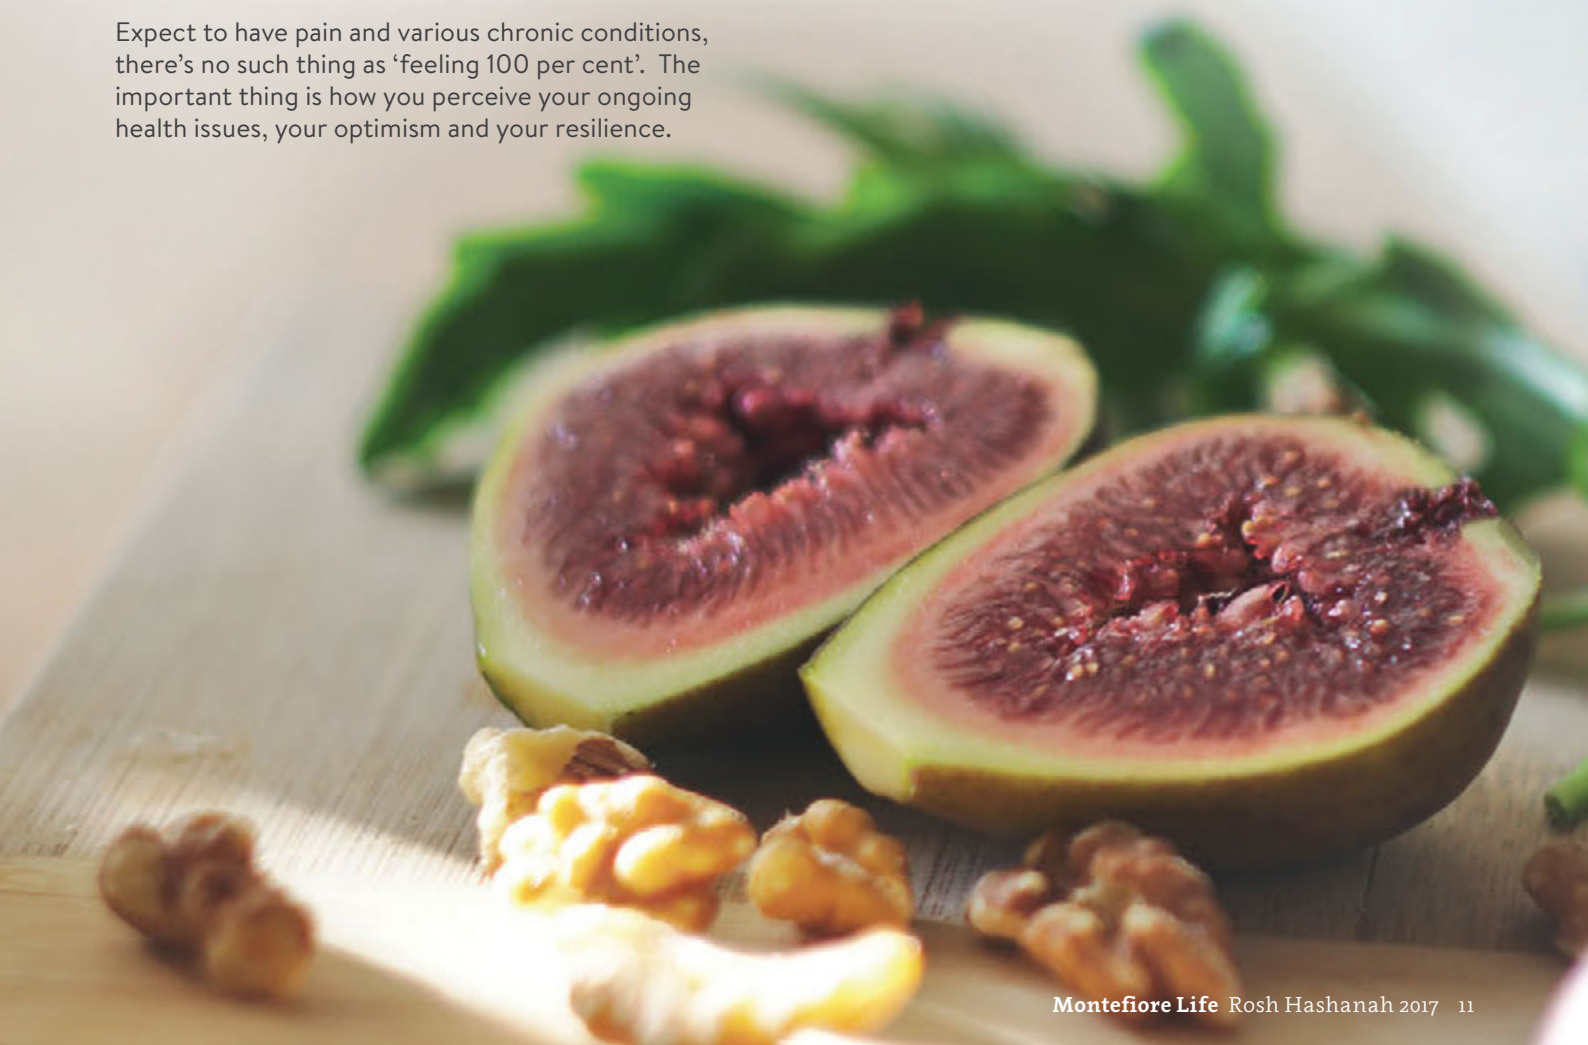 Expect to have pain and various chronic conditions,
there’s no such thing as ‘feeling 100 per cent’.  The
important thing is how you perceive your ongoing
health issues, your optimism and your resilience.
Montefiore Life Rosh Hashanah 2017 11